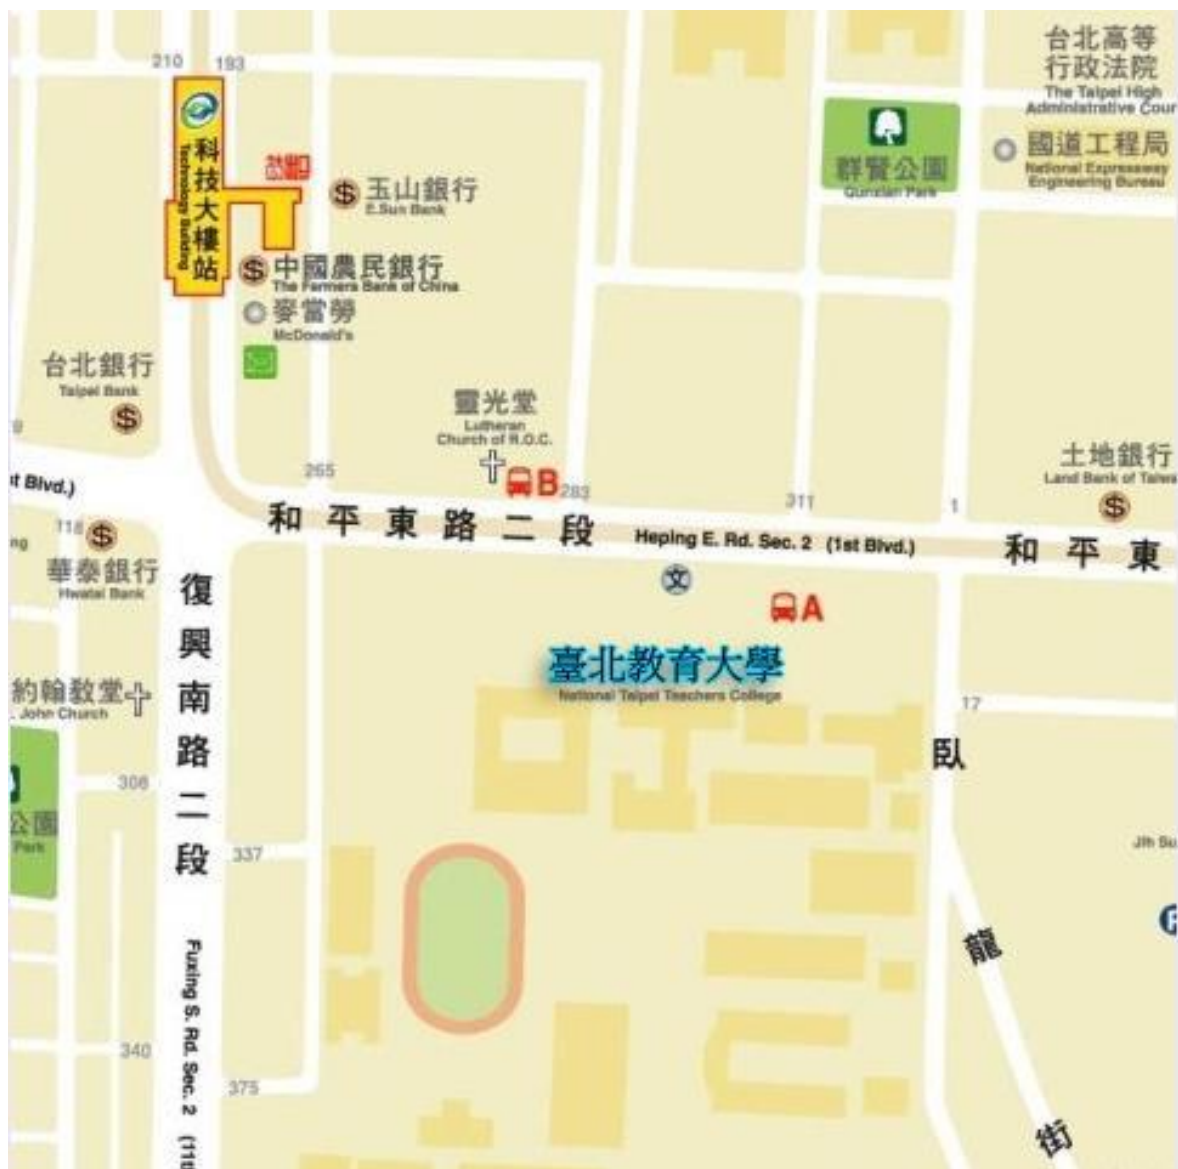 210
193
科技大樓站
Technology Building
玉山銀行
E.Sun Bank
中國農民銀行
The Farmers Bank of China
麥當勞
McDonald's
台北銀行
Taipei Bank
台北高等
行政法院
The Taipei High
Administrative Cour
國道工程局
National Expressway
Engineering Bureau
群賢公園
Qunxian Park
靈光堂
Lutheran
Church of R.O.C.
B
265
283
311
1
土地銀行
Land Bank of Taiwa
t Blvd.)
和平東路二段
Heping E. Rd. Sec. 2 (1st Blvd.)
和平東
118
ng
華泰銀行
Hwatai Bank
文
A
臺北教育大學
National Taipei Teachers College
約翰教堂
. John Church
17
308
公園
Park
337
復興南路二段
Fuxing S. Rd. Sec. 2 (11th
340
375
臥龍街
Jih Su
P